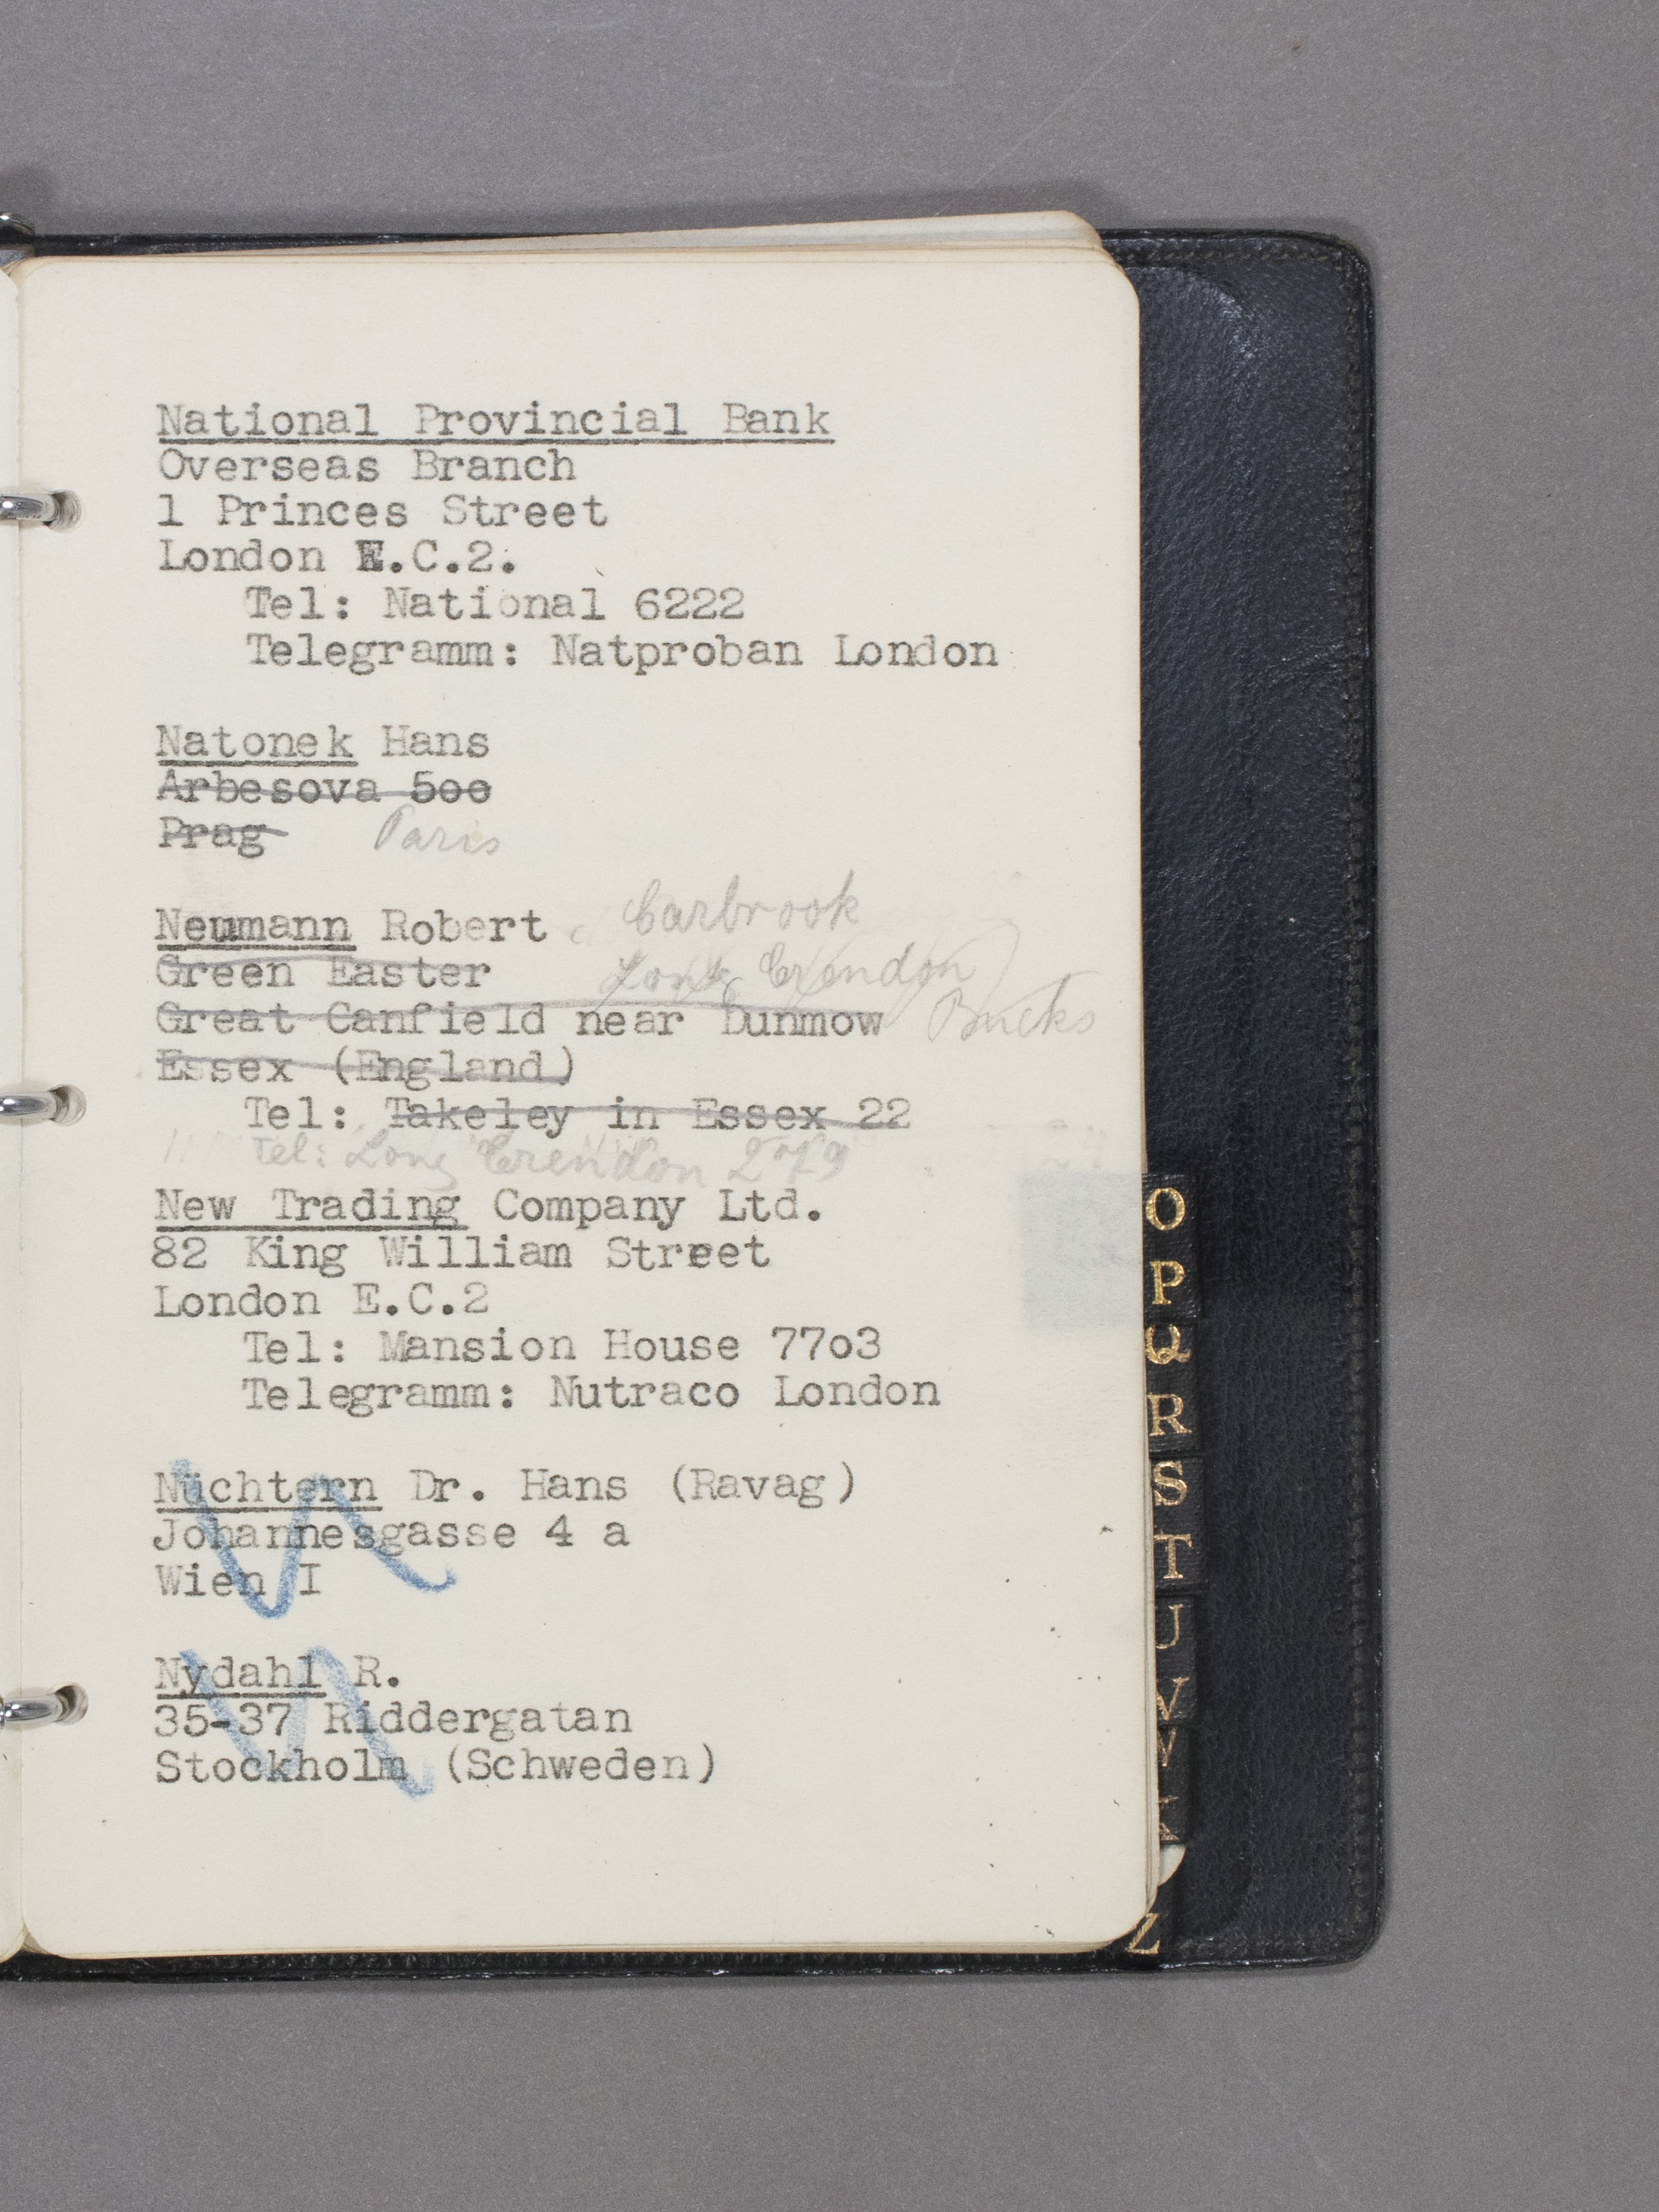 National Provincial Bank
Overseas Branch
1 Princes Street
London E.C.2.
Tel: National 6222
Telegramm: Natproban London
Natonek Hans
Arbesova 5oo
Prag Paris
Neumann Robert Carbrook
Green Easter Long Crendon
Great Canfield near Dunmow Bucks
Essex (England)
Tel: Takeley in Essex 22
Tel: Long Crendon 279
New Trading Company Ltd.
82 King William Street
London E.C.2
Tel: Mansion House 77o3
Telegramm: Nutraco London
Nüchtern Dr. Hans (Ravag)
Johannesgasse 4 a
Wien I
Nydahl R.
35-37 Riddergatan
Stockholm (Schweden)
O
P
Q
R
S
T
U
V
W
Z